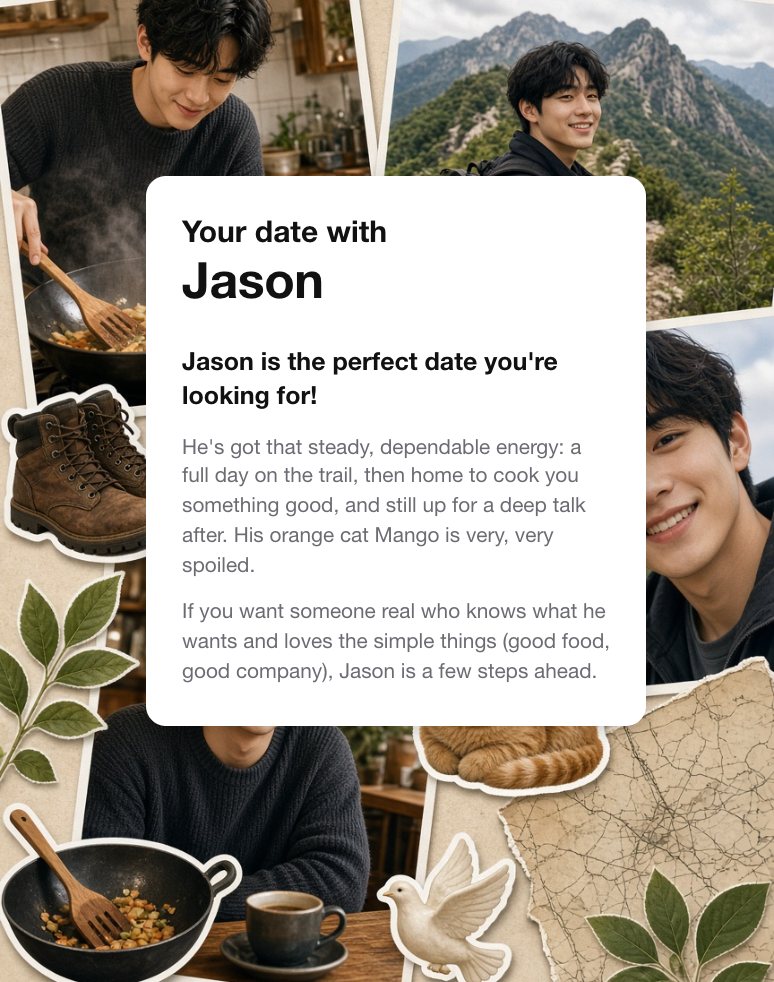 Your date with
Jason
Jason is the perfect date you're
looking for!
He's got that steady, dependable energy: a
full day on the trail, then home to cook you
something good, and still up for a deep talk
after. His orange cat Mango is very, very
spoiled.
If you want someone real who knows what he
wants and loves the simple things (good food,
good company), Jason is a few steps ahead.